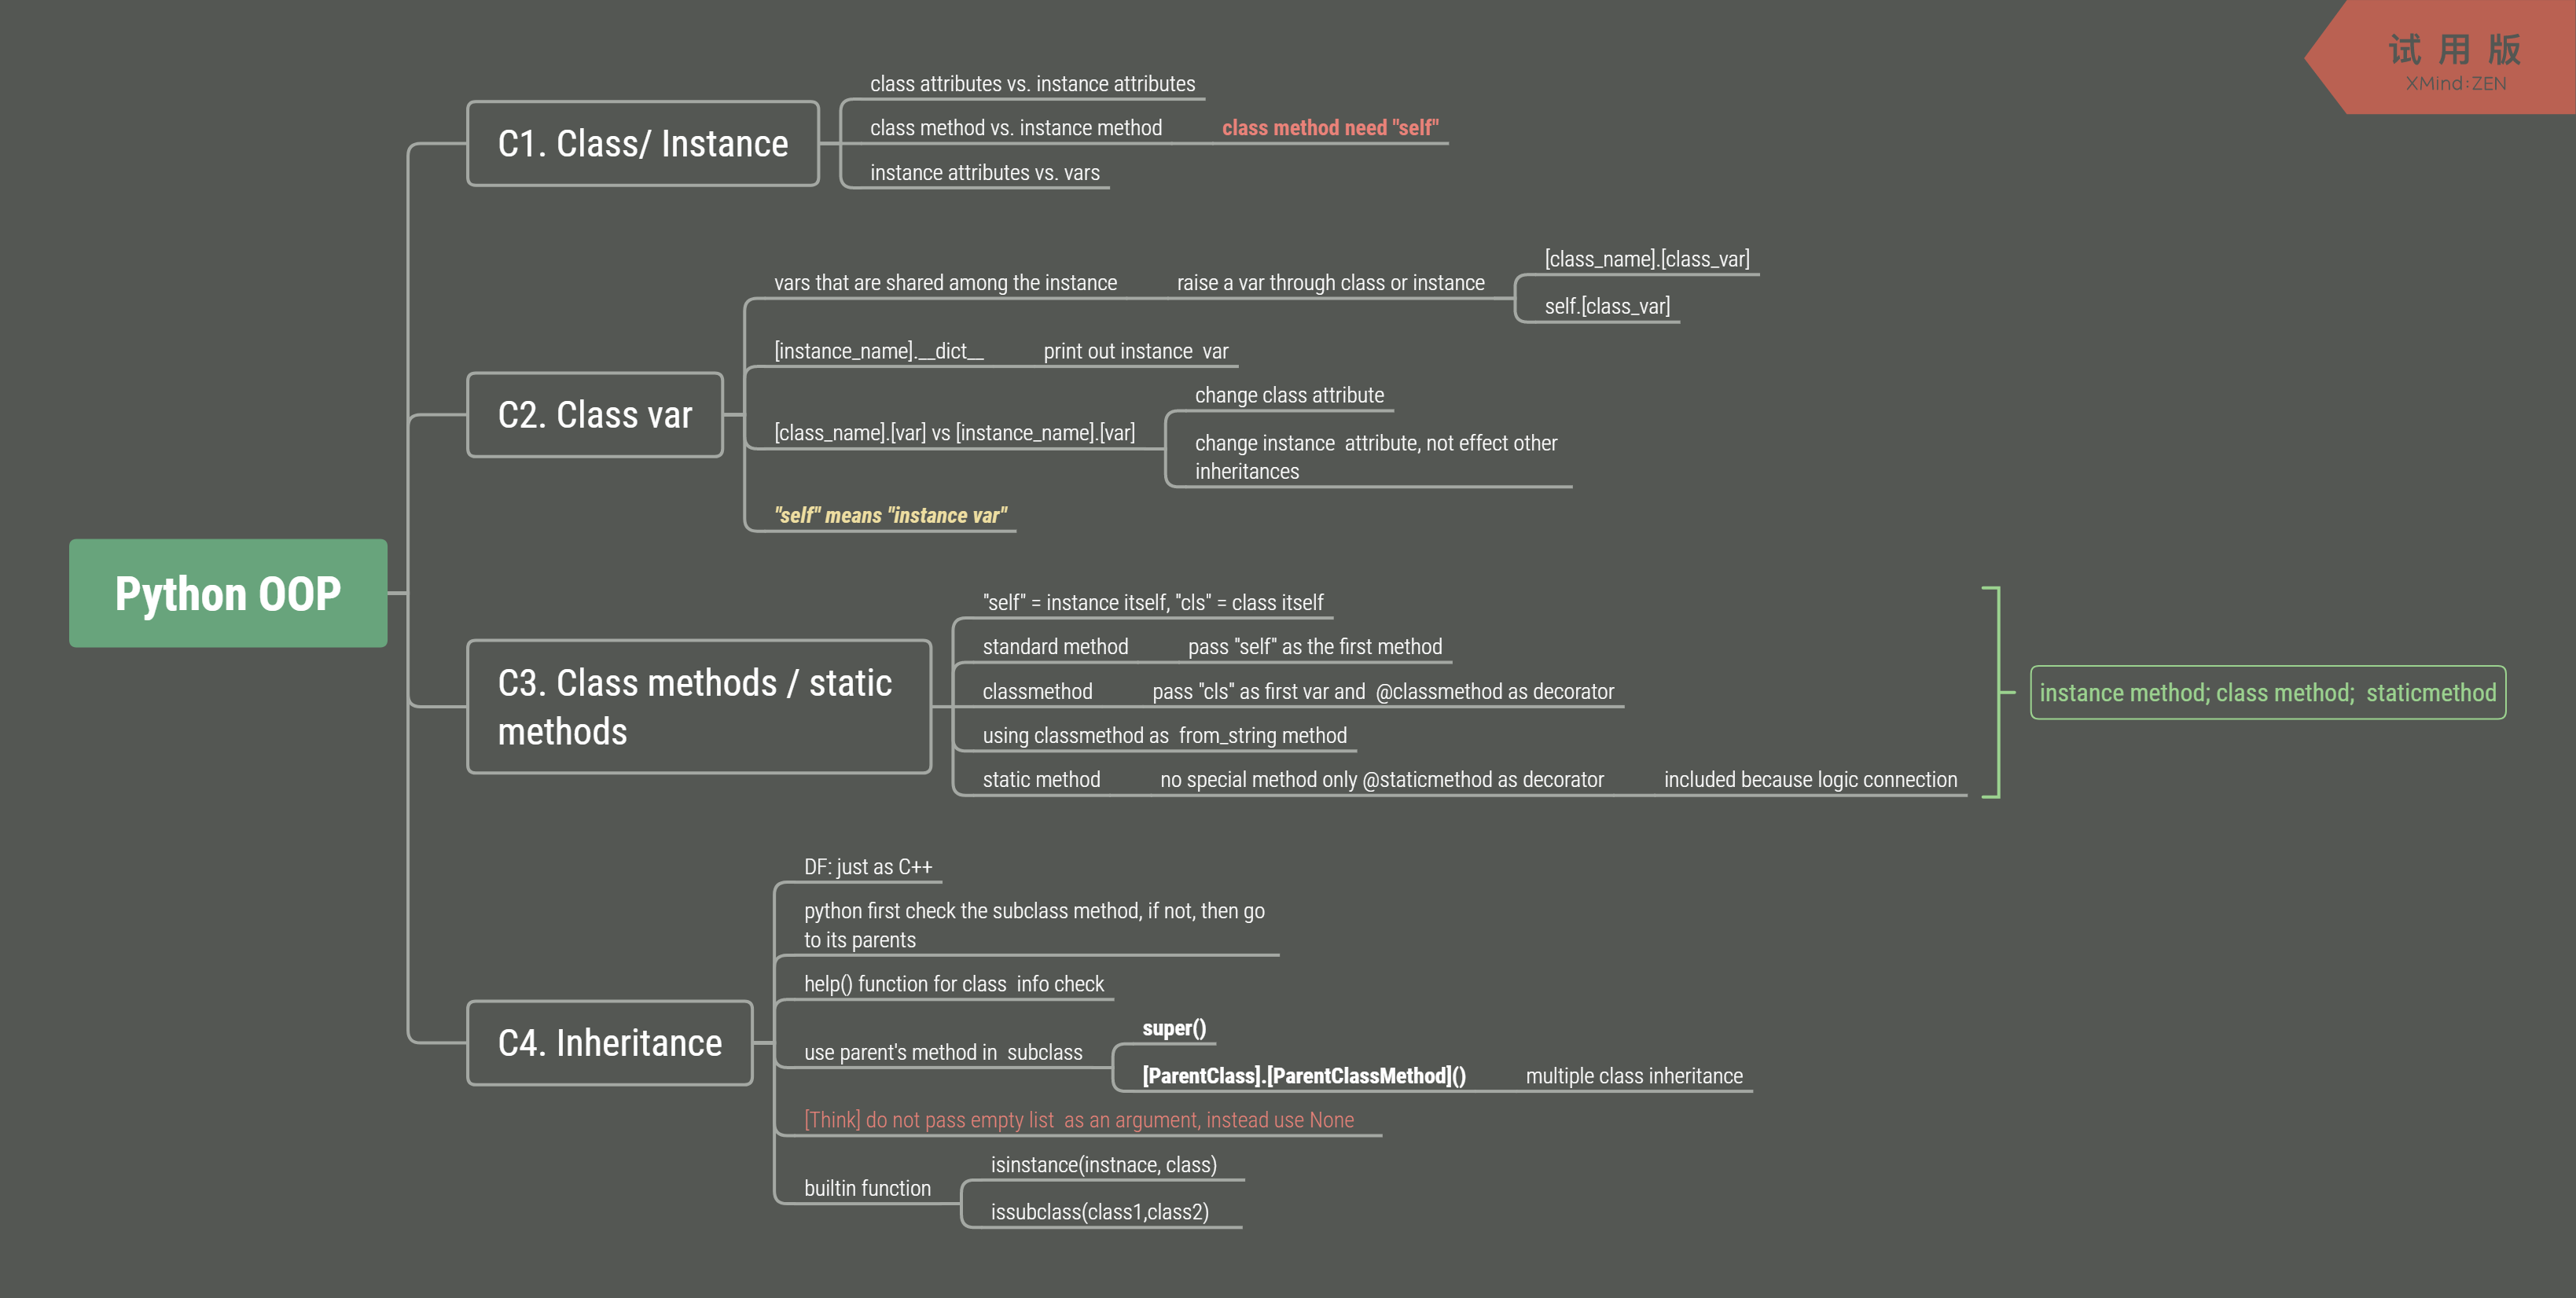 试用版
XMind:ZEN
Python OOP
C1. Class/ Instance
class attributes vs. instance attributes
class method vs. instance method
class method need "self"
instance attributes vs. vars
C2. Class var
vars that are shared among the instance
raise a var through class or instance
[class_name].[class_var]
self.[class_var]
[instance_name].__dict__
print out instance  var
[class_name].[var] vs [instance_name].[var]
change class attribute
change instance  attribute, not effect other
inheritances
"self" means "instance var"
C3. Class methods / static
methods
"self" = instance itself, "cls" = class itself
standard method
pass "self" as the first method
classmethod
pass "cls" as first var and  @classmethod as decorator
using classmethod as  from_string method
static method
no special method only @staticmethod as decorator
included because logic connection
instance method; class method;  staticmethod
C4. Inheritance
DF: just as C++
python first check the subclass method, if not, then go
to its parents
help() function for class  info check
use parent's method in  subclass
super()
[ParentClass].[ParentClassMethod]()
multiple class inheritance
[Think] do not pass empty list  as an argument, instead use None
builtin function
isinstance(instnace, class)
issubclass(class1,class2)